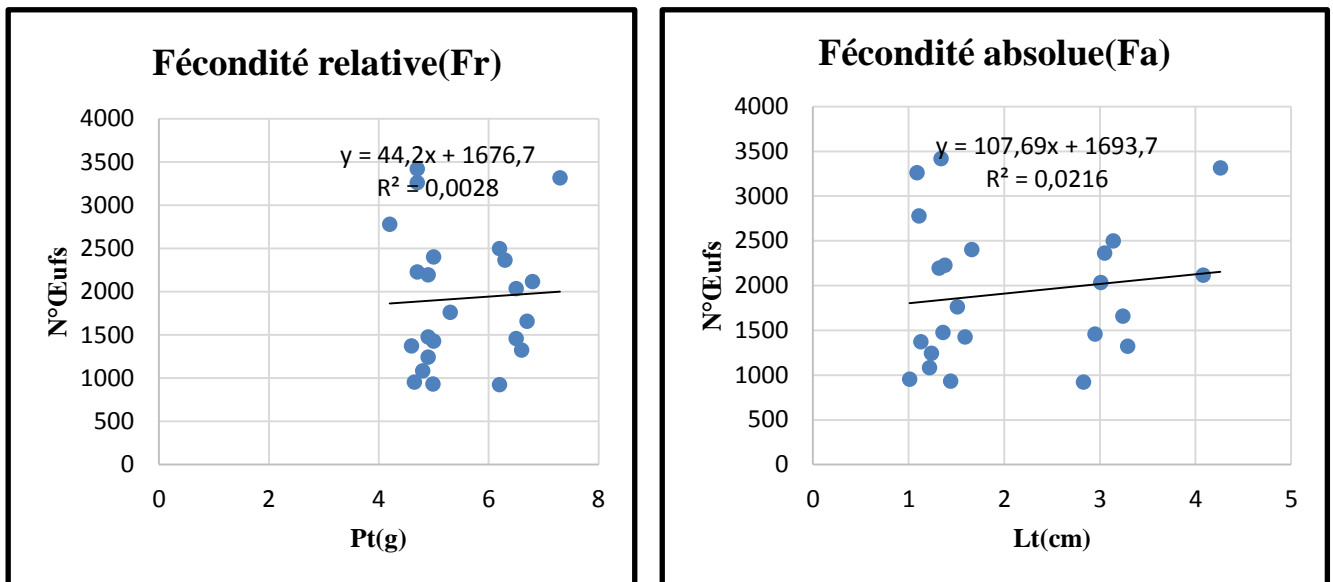 Fécondité relative(Fr)
4000
3500
3000
2500
2000
1500
1000
500
0
y = 44,2x + 1676,7
R² = 0,0028
N°Œufs
0 2 4 6 8
Pt(g)
Fécondité absolue(Fa)
4000
3500
3000
2500
2000
1500
1000
500
0
y = 107,69x + 1693,7
R² = 0,0216
N°Œufs
0 1 2 3 4 5
Lt(cm)